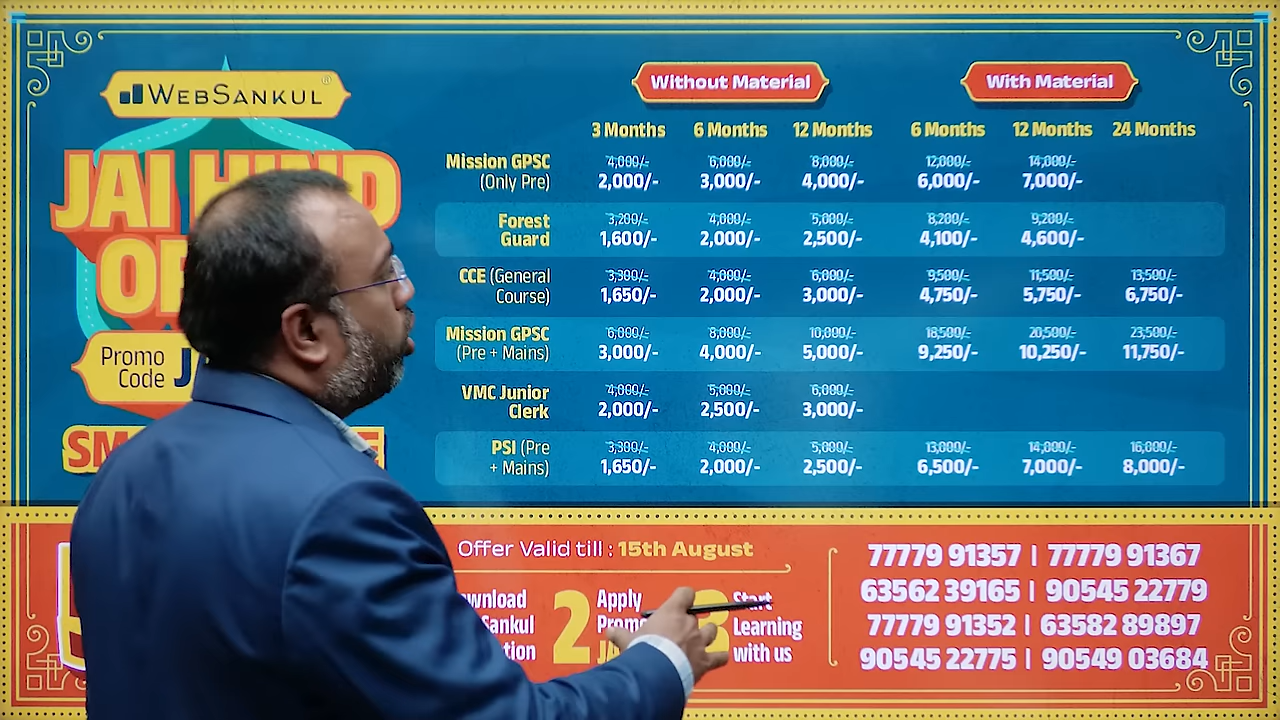 WEBSANKUL®
JAI HIND
Promo
Code
Without Material
With Material
3 Months 6 Months 12 Months 6 Months 12 Months 24 Months
Mission GPSC
(Only Pre)
4,000/- 6,000/- 8,000/- 12,000/- 14,000/-
2,000/- 3,000/- 4,000/- 6,000/- 7,000/-
Forest
Guard
3,200/- 4,000/- 5,000/- 8,200/- 9,200/-
1,600/- 2,000/- 2,500/- 4,100/- 4,600/-
CCE (General
Course)
3,300/- 4,000/- 6,000/- 9,500/- 11,500/- 13,500/-
1,650/- 2,000/- 3,000/- 4,750/- 5,750/- 6,750/-
Mission GPSC
(Pre + Mains)
6,000/- 8,000/- 10,000/- 18,500/- 20,500/- 23,500/-
3,000/- 4,000/- 5,000/- 9,250/- 10,250/- 11,750/-
VMC Junior
Clerk
4,000/- 5,000/- 6,000/-
2,000/- 2,500/- 3,000/-
PSI (Pre
+ Mains)
3,300/- 4,000/- 5,000/- 13,000/- 14,000/- 16,000/-
1,650/- 2,000/- 2,500/- 6,500/- 7,000/- 8,000/-
Offer Valid till : 15th August
2
Apply
3
Start
Learning
with us
77779 91357 | 77779 91367
63562 39165 | 90545 22779
77779 91352 | 63582 89897
90545 22775 | 90549 03684